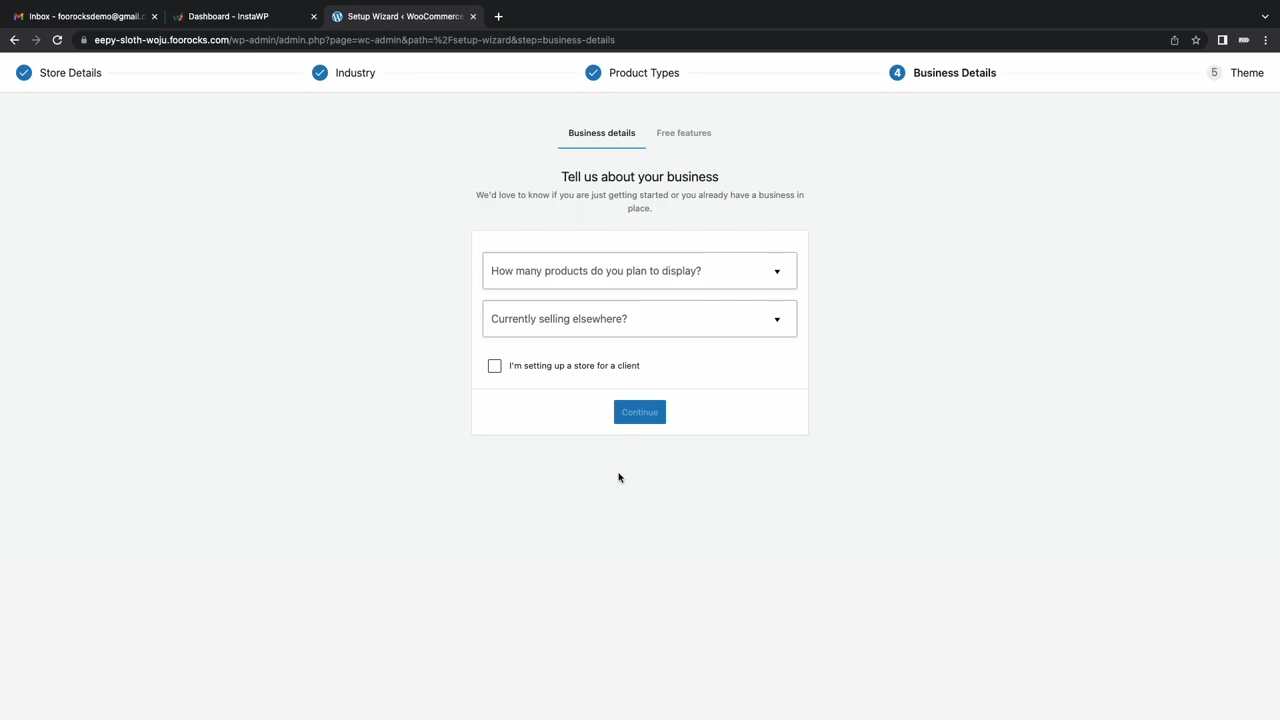 Inbox - foorocksdemo@gmail.c
Dashboard - InstaWP
Setup Wizard ‹ WooCommerce
eepy-sloth-woju.foorocks.com/wp-admin/admin.php?page=wc-admin&path=%2Fsetup-wizard&step=business-details
Store Details
Industry
Product Types
4 Business Details
5 Theme
Business details
Free features
Tell us about your business
We'd love to know if you are just getting started or you already have a business in
place.
How many products do you plan to display?
Currently selling elsewhere?
I'm setting up a store for a client
Continue